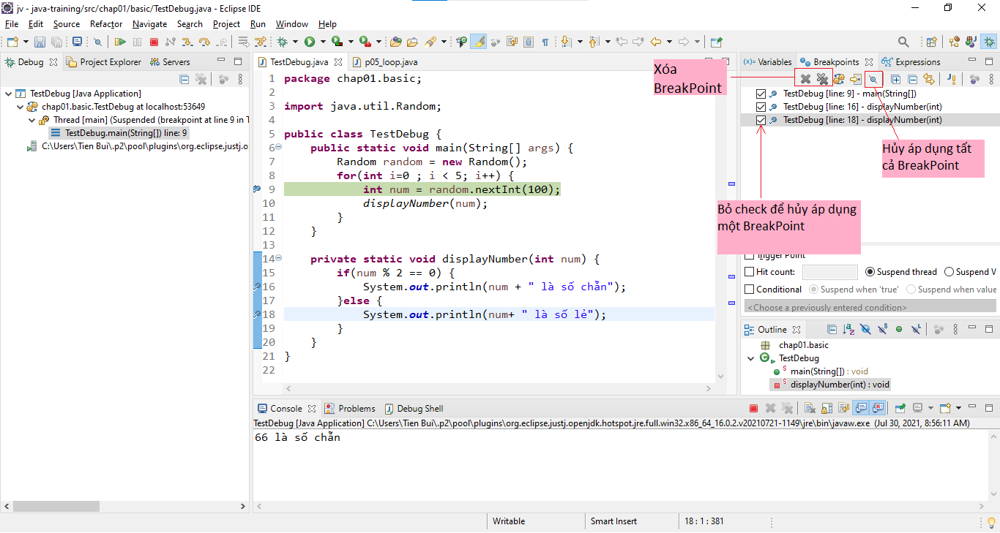 jv - java-training/src/chap01/basic/TestDebug.java - Eclipse IDE
File Edit Source Refactor Navigate Search Project Run Window Help
Debug Project Explorer Servers
TestDebug [Java Application]
chap01.basic.TestDebug at localhost:53649
Thread [main] (Suspended (breakpoint at line 9 in T
TestDebug.main(String[]) line: 9
C:\Users\Tien Bui\.p2\pool\plugins\org.eclipse.justj.o
TestDebug.java p05_loop.java
1 package chap01.basic;
2
3 import java.util.Random;
4
5 public class TestDebug {
6 public static void main(String[] args) {
7 Random random = new Random();
8 for(int i=0 ; i < 5; i++) {
9 int num = random.nextInt(100);
10 displayNumber(num);
11 }
12 }
13
14 private static void displayNumber(int num) {
15 if(num % 2 == 0) {
16 System.out.println(num + " là số chẵn");
17 }else {
18 System.out.println(num+ " là số lẻ");
19 }
20 }
21 }
22
Xóa
BreakPoint
(x)= Variables Breakpoints Expressions
TestDebug [line: 9] - main(String[])
TestDebug [line: 16] - displayNumber(int)
TestDebug [line: 18] - displayNumber(int)
Hủy áp dụng tất
cả BreakPoint
Bỏ check để hủy áp dụng
một BreakPoint
Trigger Point
Hit count: Suspend thread Suspend V
Conditional Suspend when 'true' Suspend when value
<Choose a previously entered condition>
Outline
chap01.basic
TestDebug
main(String[]) : void
displayNumber(int) : void
Console Problems Debug Shell
TestDebug [Java Application] C:\Users\Tien Bui\.p2\pool\plugins\org.eclipse.justj.openjdk.hotspot.jre.full.win32.x86_64_16.0.2.v20210721-1149\jre\bin\javaw.exe (Jul 30, 2021, 8:56:11 AM)
66 là số chẵn
Writable Smart Insert 18 : 1 : 381